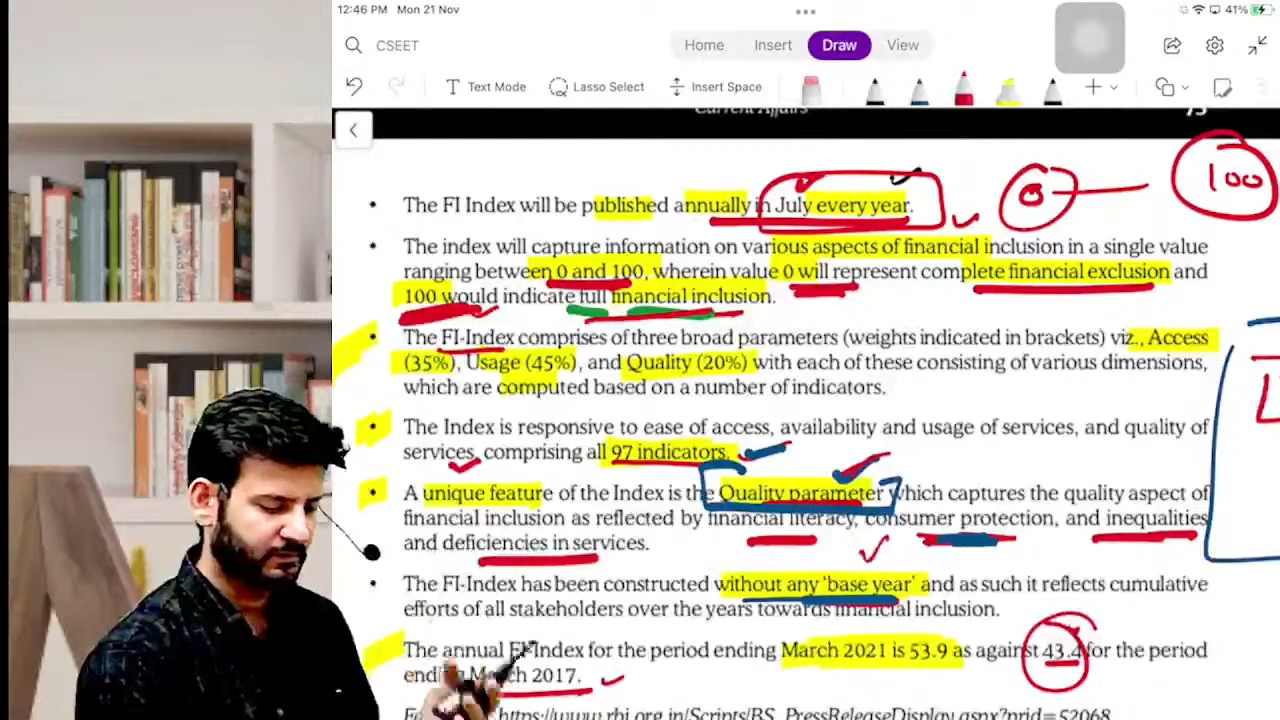 12:46 PM Mon 21 Nov
41%
CSEET
Home Insert Draw View
Text Mode Lasso Select Insert Space
Current Affairs 75
• The FI Index will be published annually in July every year.
0 — 100
• The index will capture information on various aspects of financial inclusion in a single value
ranging between 0 and 100, wherein value 0 will represent complete financial exclusion and
100 would indicate full financial inclusion.
• The FI-Index comprises of three broad parameters (weights indicated in brackets) viz., Access
(35%), Usage (45%), and Quality (20%) with each of these consisting of various dimensions,
which are computed based on a number of indicators.
• The Index is responsive to ease of access, availability and usage of services, and quality of
services, comprising all 97 indicators.
• A unique feature of the Index is the Quality parameter which captures the quality aspect of
financial inclusion as reflected by financial literacy, consumer protection, and inequalities
and deficiencies in services.
• The FI-Index has been constructed without any 'base year' and as such it reflects cumulative
efforts of all stakeholders over the years towards financial inclusion.
The annual FI-Index for the period ending March 2021 is 53.9 as against 43.4 for the period
ending March 2017.
https://www.rbi.org.in/Scripts/BS_PressReleaseDisplay.aspx?prid=52068